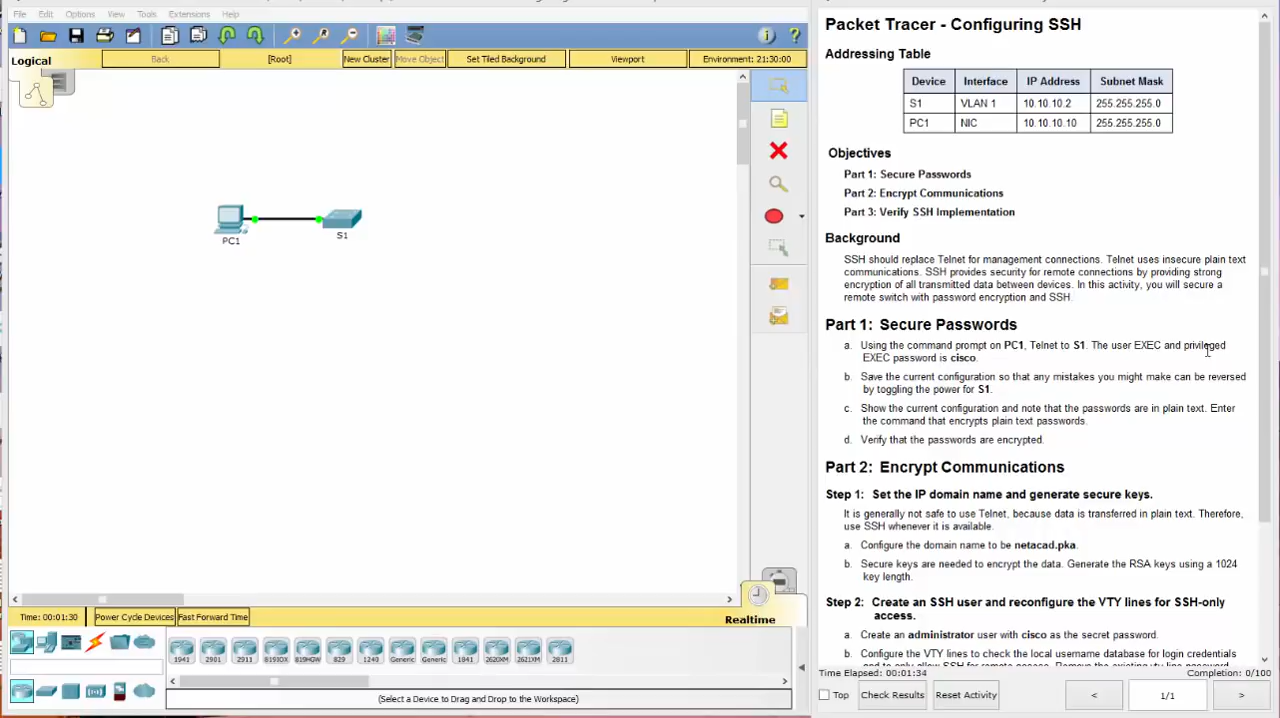 File Edit Options View Tools Extensions Help
Logical Back [Root] New Cluster Move Object Set Tiled Background Viewport Environment: 21:30:00
PC1
S1
Time: 00:01:30 Power Cycle Devices Fast Forward Time Realtime
1941 2901 2911 819IOX 819HGW 829 1240 Generic Generic 1841 2620XM 2621XM 2811
(Select a Device to Drag and Drop to the Workspace)
Packet Tracer - Configuring SSH
Addressing Table
Device Interface IP Address Subnet Mask
S1 VLAN 1 10.10.10.2 255.255.255.0
PC1 NIC 10.10.10.10 255.255.255.0
Objectives
Part 1: Secure Passwords
Part 2: Encrypt Communications
Part 3: Verify SSH Implementation
Background
SSH should replace Telnet for management connections. Telnet uses insecure plain text
communications. SSH provides security for remote connections by providing strong
encryption of all transmitted data between devices. In this activity, you will secure a
remote switch with password encryption and SSH.
Part 1: Secure Passwords
a. Using the command prompt on PC1, Telnet to S1. The user EXEC and privileged
EXEC password is cisco.
b. Save the current configuration so that any mistakes you might make can be reversed
by toggling the power for S1.
c. Show the current configuration and note that the passwords are in plain text. Enter
the command that encrypts plain text passwords.
d. Verify that the passwords are encrypted.
Part 2: Encrypt Communications
Step 1: Set the IP domain name and generate secure keys.
It is generally not safe to use Telnet, because data is transferred in plain text. Therefore,
use SSH whenever it is available.
a. Configure the domain name to be netacad.pka.
b. Secure keys are needed to encrypt the data. Generate the RSA keys using a 1024
key length.
Step 2: Create an SSH user and reconfigure the VTY lines for SSH-only
access.
a. Create an administrator user with cisco as the secret password.
b. Configure the VTY lines to check the local username database for login credentials
and to only allow SSH for remote access. Remove the existing vty line password.
Time Elapsed: 00:01:34 Completion: 0/100
Top Check Results Reset Activity < 1/1 >